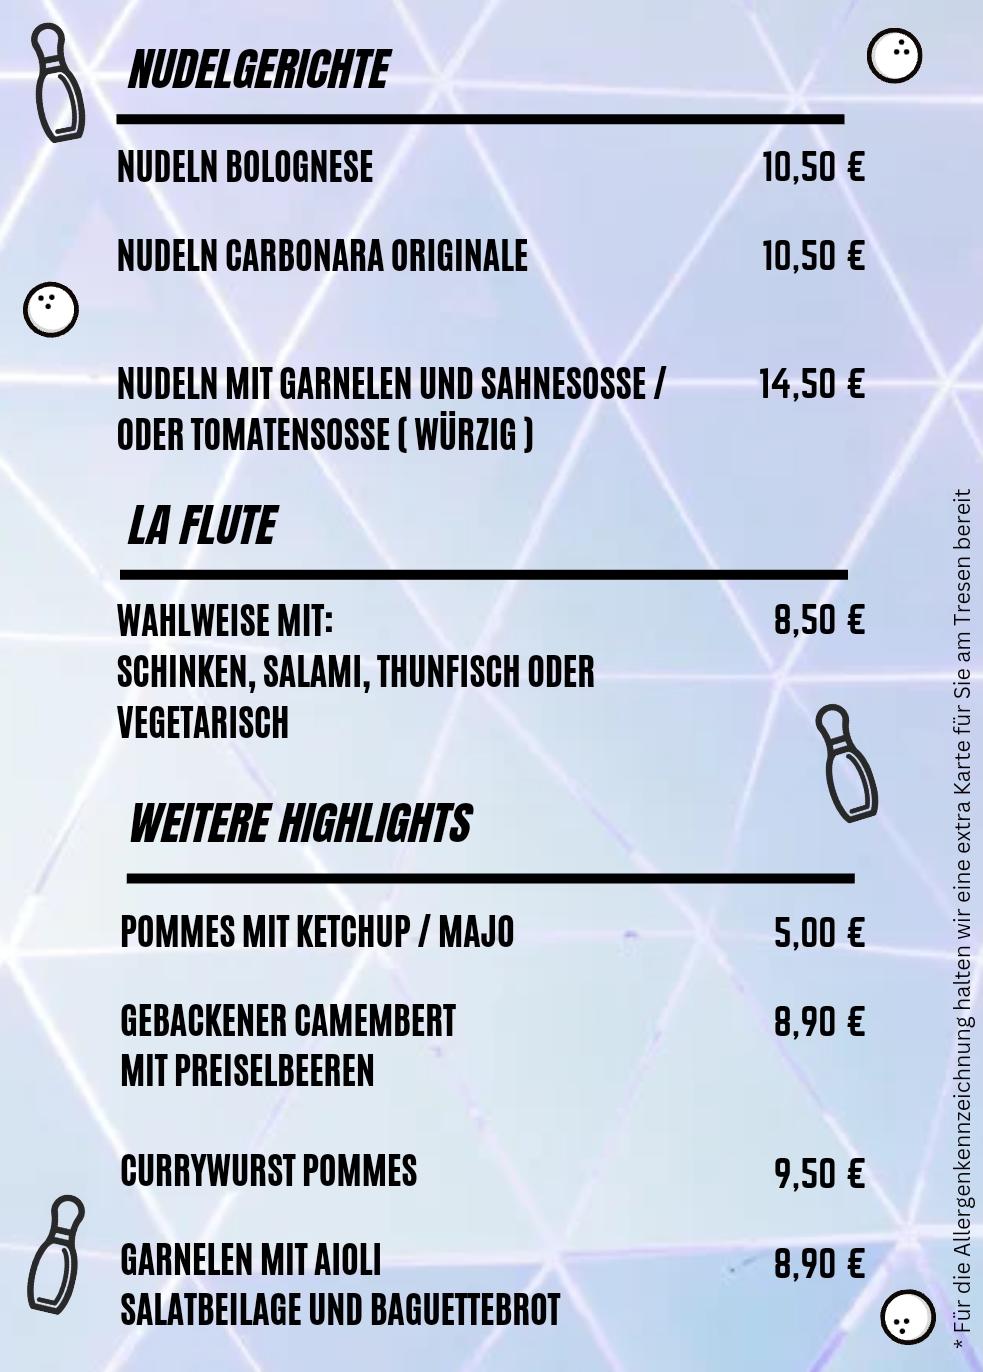 NUDELGERICHTE
NUDELN BOLOGNESE 10,50 €
NUDELN CARBONARA ORIGINALE 10,50 €
NUDELN MIT GARNELEN UND SAHNESOSSE / 14,50 €
ODER TOMATENSOSSE ( WÜRZIG )
LA FLUTE
WAHLWEISE MIT: 8,50 €
SCHINKEN, SALAMI, THUNFISCH ODER
VEGETARISCH
WEITERE HIGHLIGHTS
POMMES MIT KETCHUP / MAJO 5,00 €
GEBACKENER CAMEMBERT 8,90 €
MIT PREISELBEEREN
CURRYWURST POMMES 9,50 €
GARNELEN MIT AIOLI 8,90 €
SALATBEILAGE UND BAGUETTEBROT
* Für die Allergenkennzeichnung halten wir eine extra Karte für Sie am Tresen bereit